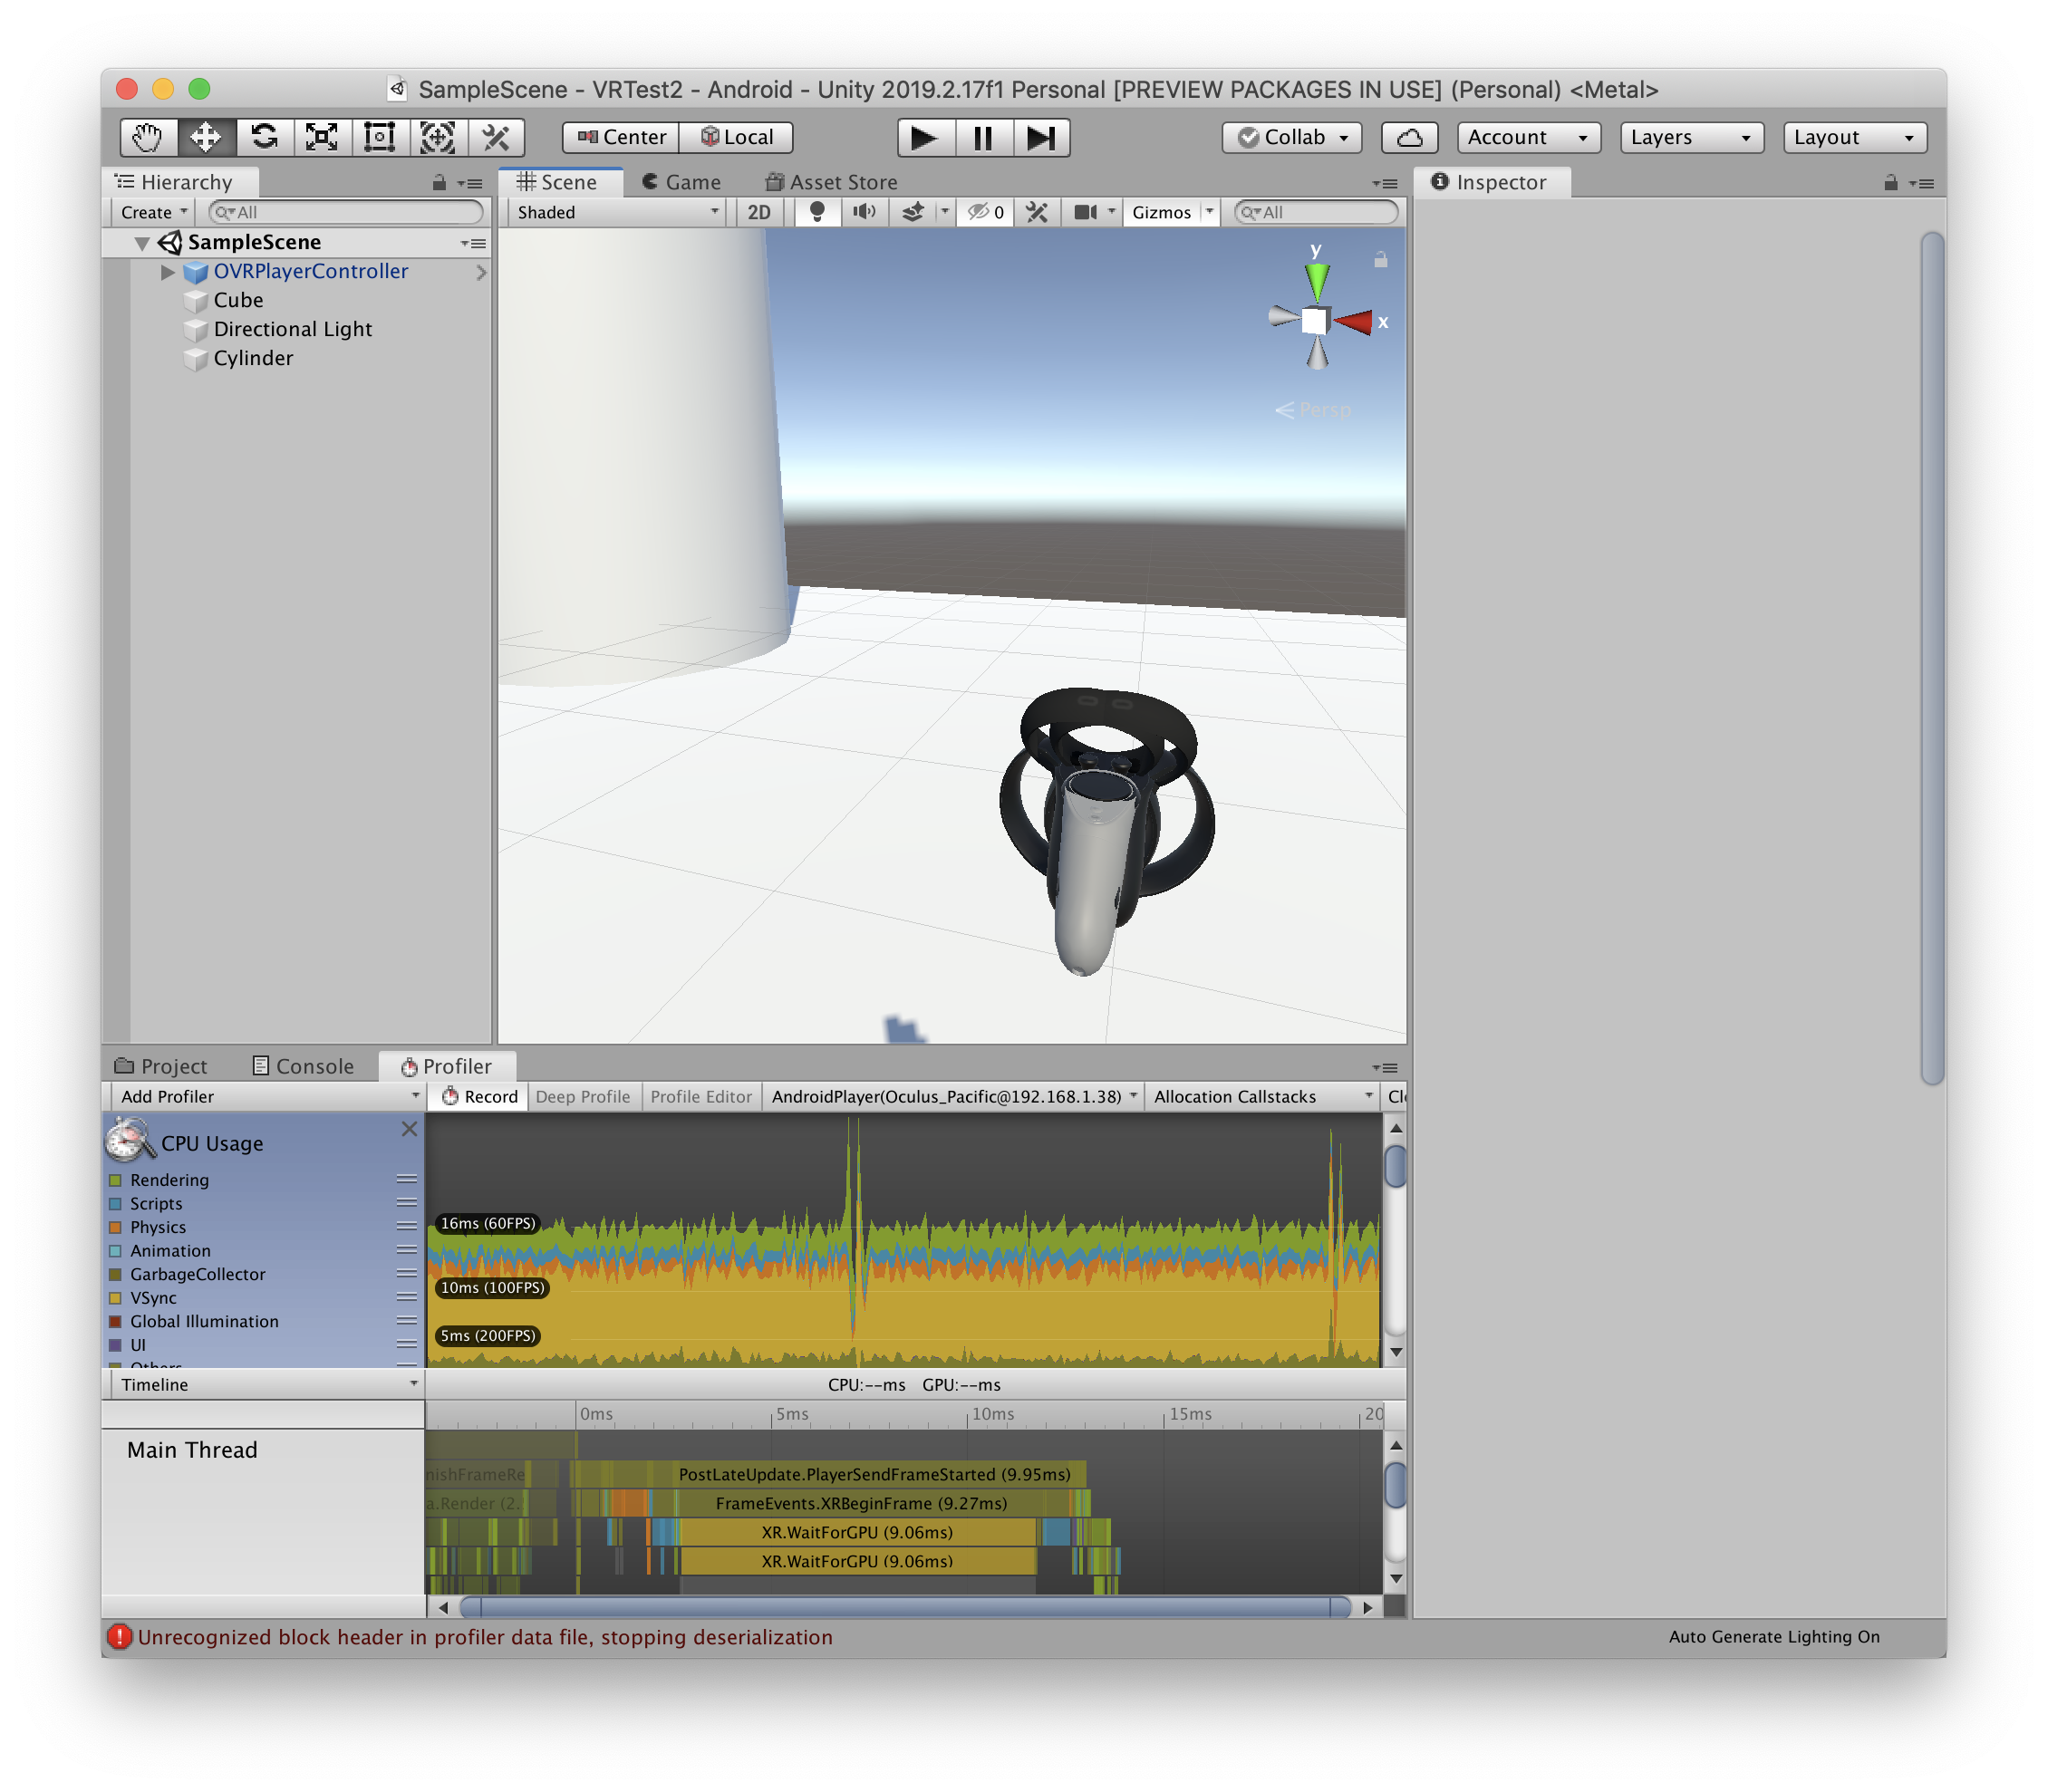 SampleScene - VRTest2 - Android - Unity 2019.2.17f1 Personal [PREVIEW PACKAGES IN USE] (Personal) <Metal>
Center Local Collab Account Layers Layout
Hierarchy
Create All
SampleScene
OVRPlayerController
Cube
Directional Light
Cylinder
Scene Game Asset Store
Shaded 2D 0 Gizmos All
y
x
Persp
Inspector
Project Console Profiler
Add Profiler Record Deep Profile Profile Editor AndroidPlayer(Oculus_Pacific@192.168.1.38) Allocation Callstacks Cl
CPU Usage
Rendering
Scripts
Physics
Animation
GarbageCollector
VSync
Global Illumination
UI
Others
16ms (60FPS)
10ms (100FPS)
5ms (200FPS)
Timeline CPU:--ms GPU:--ms
0ms 5ms 10ms 15ms 20
Main Thread
nishFrameRe PostLateUpdate.PlayerSendFrameStarted (9.95ms)
a.Render (2. FrameEvents.XRBeginFrame (9.27ms)
XR.WaitForGPU (9.06ms)
XR.WaitForGPU (9.06ms)
Unrecognized block header in profiler data file, stopping deserialization
Auto Generate Lighting On